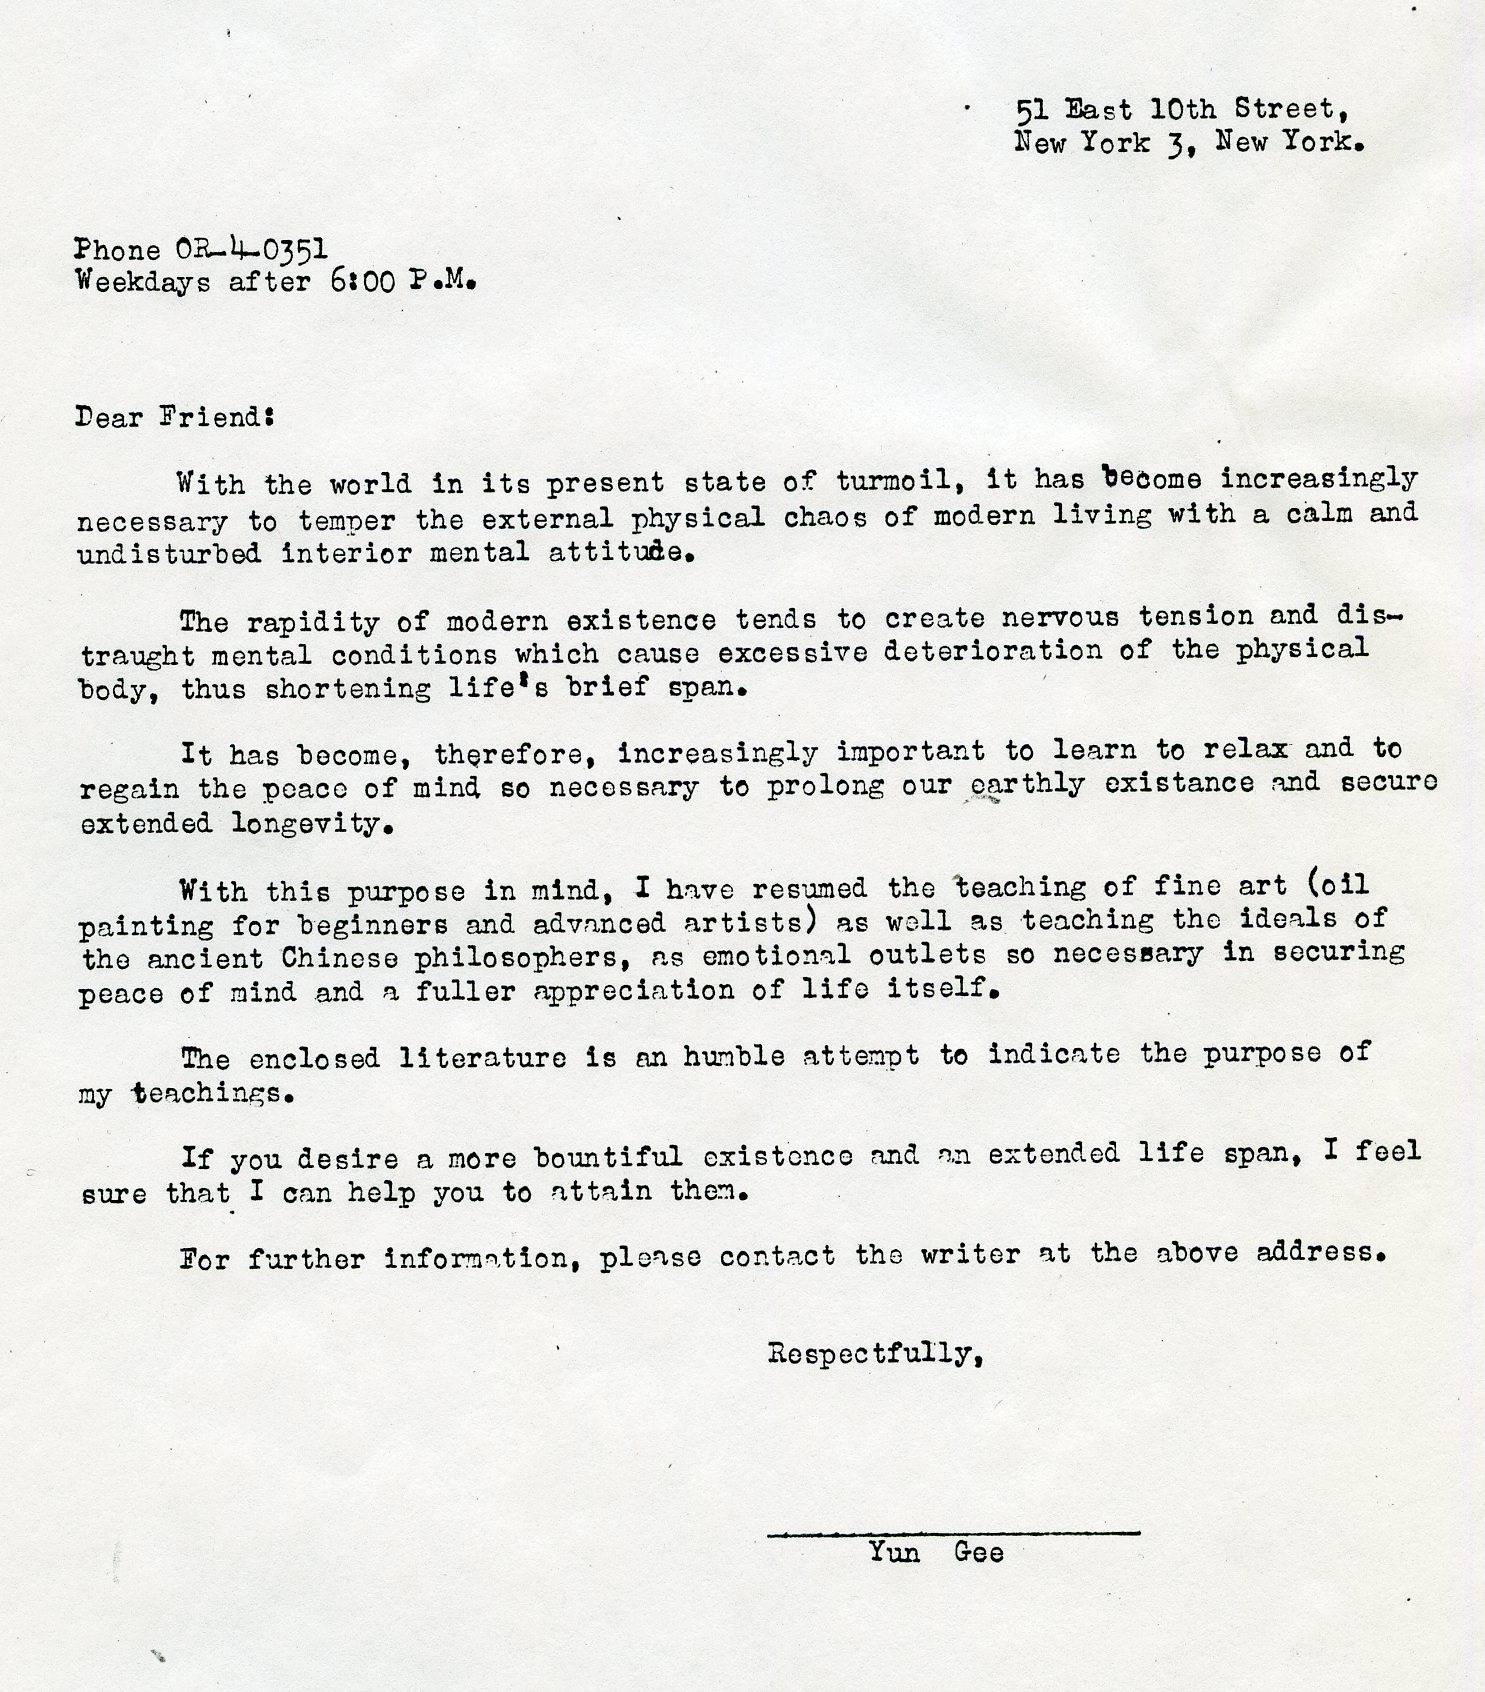 51 East 10th Street,
New York 3, New York.
Phone OR-4-0351
Weekdays after 6:00 P.M.
Dear Friend:
With the world in its present state of turmoil, it has become increasingly
necessary to temper the external physical chaos of modern living with a calm and
undisturbed interior mental attitude.
The rapidity of modern existence tends to create nervous tension and dis-
traught mental conditions which cause excessive deterioration of the physical
body, thus shortening life's brief span.
It has become, therefore, increasingly important to learn to relax and to
regain the peace of mind so necessary to prolong our earthly existance and secure
extended longevity.
With this purpose in mind, I have resumed the teaching of fine art (oil
painting for beginners and advanced artists) as well as teaching the ideals of
the ancient Chinese philosophers, as emotional outlets so necessary in securing
peace of mind and a fuller appreciation of life itself.
The enclosed literature is an humble attempt to indicate the purpose of
my teachings.
If you desire a more bountiful existence and an extended life span, I feel
sure that I can help you to attain them.
For further information, please contact the writer at the above address.
Respectfully,
Yun Gee